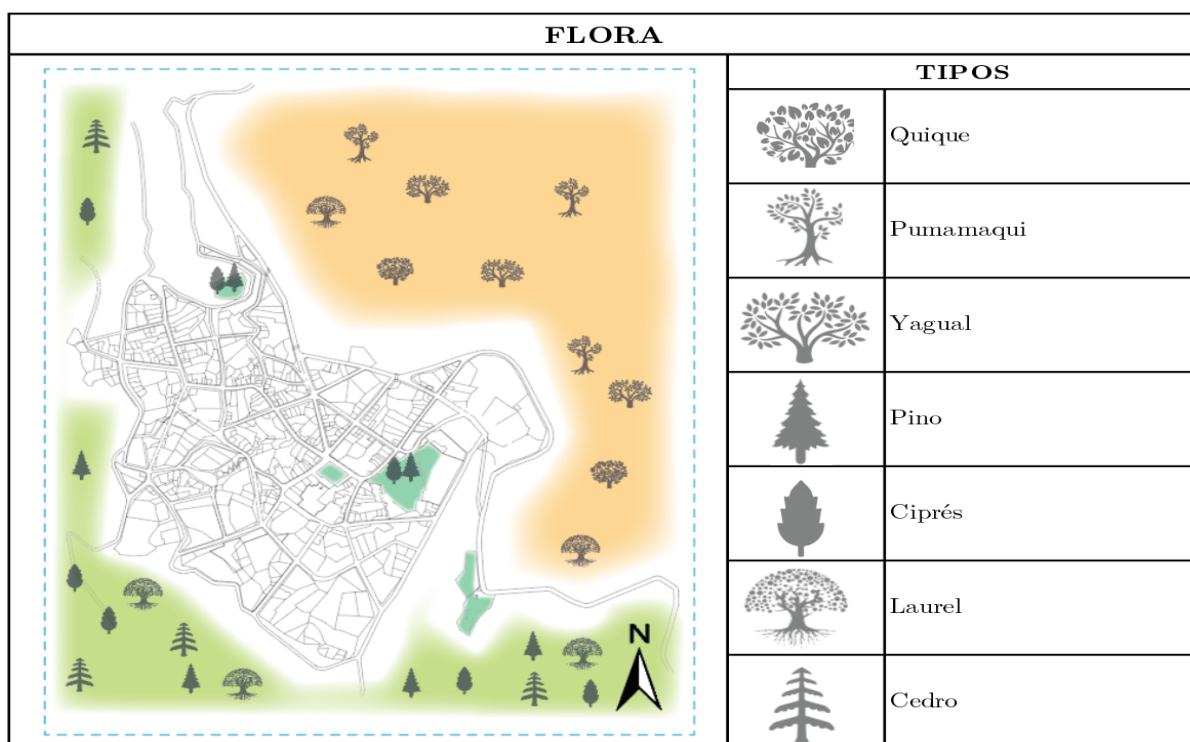 FLORA
TIPOS
Quique
Pumamaqui
Yagual
Pino
Ciprés
Laurel
Cedro
N